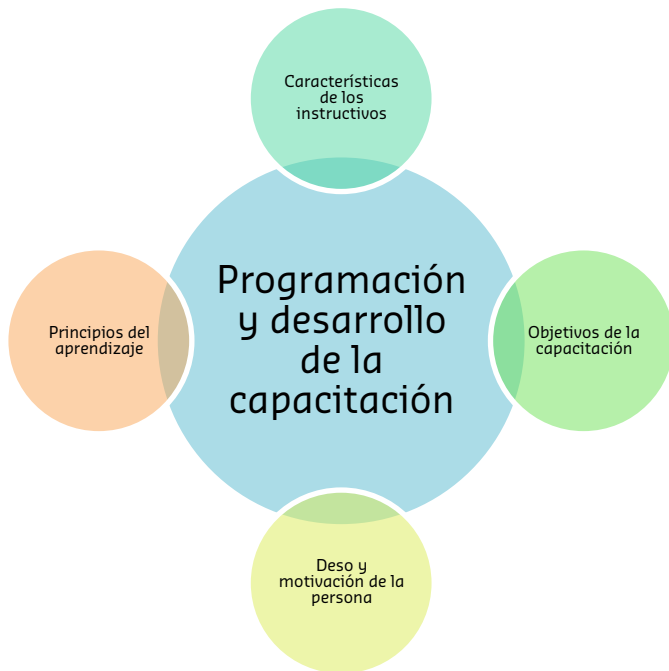 Características
de los
instructivos
Programación
y desarrollo
de la
capacitación
Principios del
aprendizaje
Objetivos de la
capacitación
Deso y
motivación de la
persona